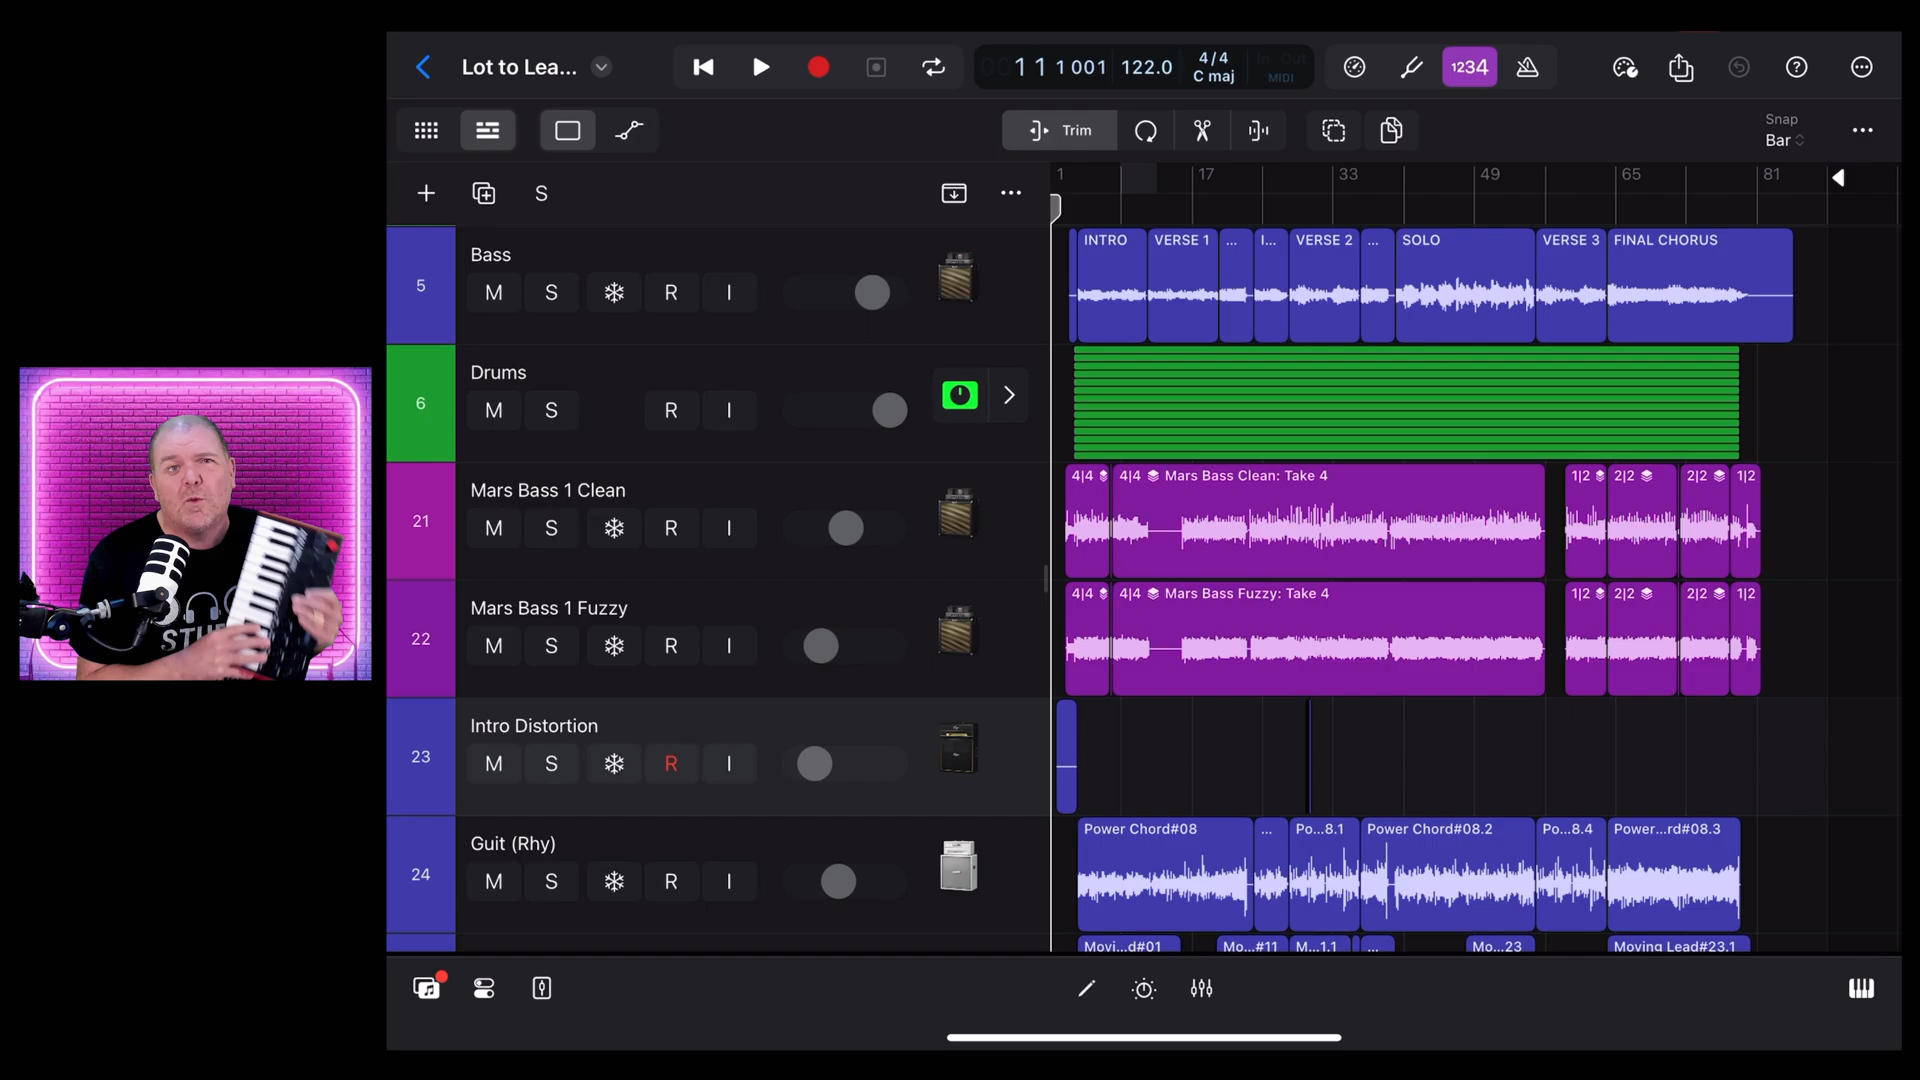 Lot to Lea...
11 1 001
122.0
4/4
C maj
In Out
MIDI
1234
Trim
Snap
Bar
S
1
17
33
49
65
81
5
Bass
M S R I
INTRO
VERSE 1
...
I...
VERSE 2
...
SOLO
VERSE 3
FINAL CHORUS
6
Drums
M S R I
21
Mars Bass 1 Clean
M S R I
4|4
4|4 Mars Bass Clean: Take 4
1|2
2|2
2|2
1|2
22
Mars Bass 1 Fuzzy
M S R I
4|4
4|4 Mars Bass Fuzzy: Take 4
1|2
2|2
2|2
1|2
23
Intro Distortion
M S R I
24
Guit (Rhy)
M S R I
Power Chord#08
...
Po...8.1
Power Chord#08.2
Po...8.4
Power...rd#08.3
Movi...d#01
Mo...#11
M...1.1
...
Mo...23
Moving Lead#23.1